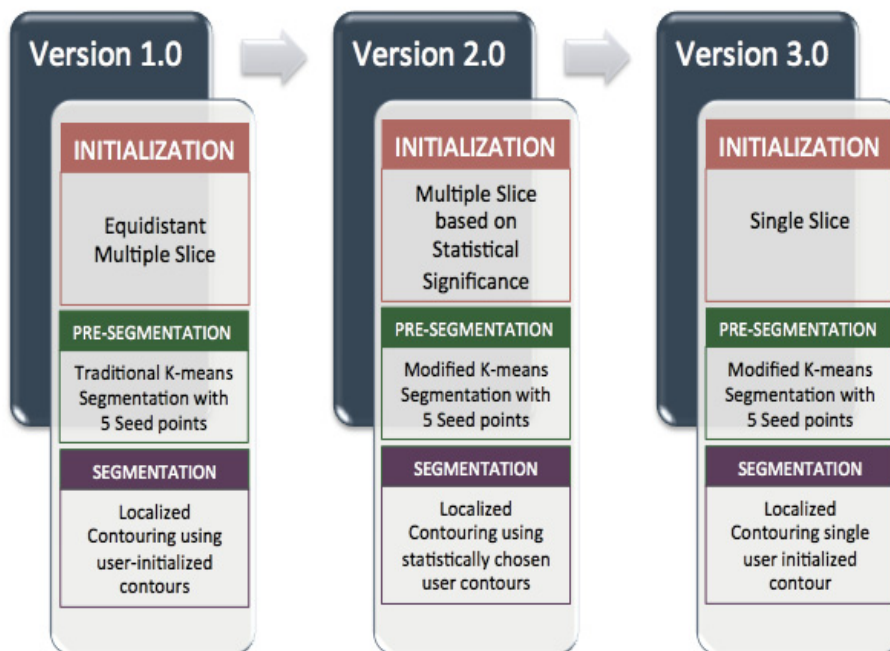 Version 1.0
INITIALIZATION
Equidistant
Multiple Slice
PRE-SEGMENTATION
Traditional K-means
Segmentation with
5 Seed points
SEGMENTATION
Localized
Contouring using
user-initialized
contours
Version 2.0
INITIALIZATION
Multiple Slice
based on
Statistical
Significance
PRE-SEGMENTATION
Modified K-means
Segmentation with
5 Seed points
SEGMENTATION
Localized
Contouring using
statistically chosen
user contours
Version 3.0
INITIALIZATION
Single Slice
PRE-SEGMENTATION
Modified K-means
Segmentation with
5 Seed points
SEGMENTATION
Localized
Contouring single
user initialized
contour